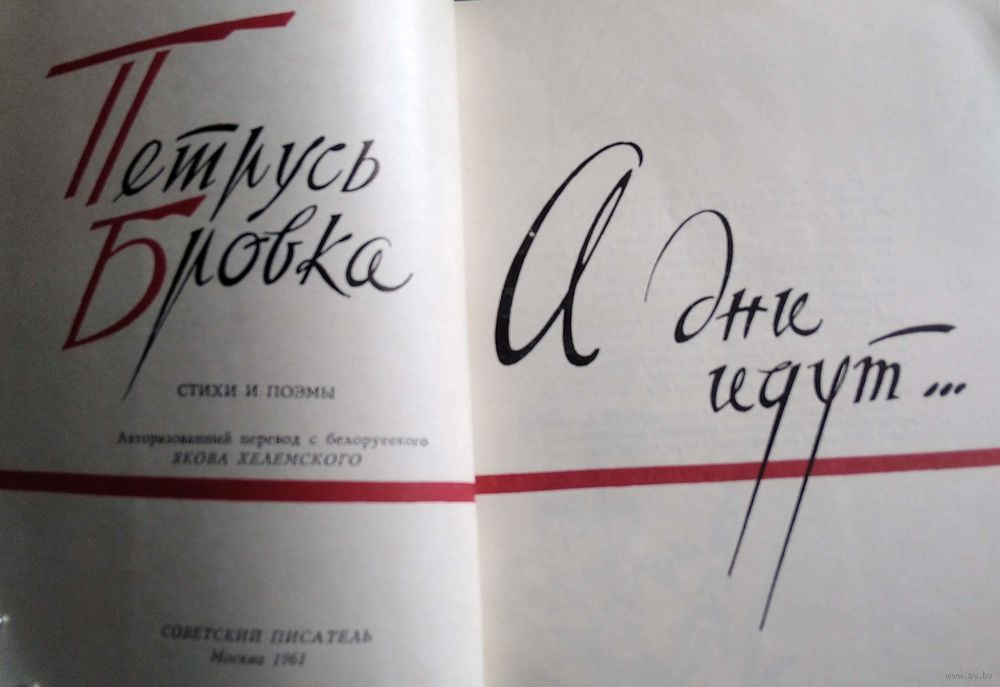 Петрусь
Бровка
СТИХИ И ПОЭМЫ
Авторизованный перевод с белорусского
ЯКОВА ХЕЛЕМСКОГО
СОВЕТСКИЙ ПИСАТЕЛЬ
Москва 1961
А дни
идут...
www.ay.by